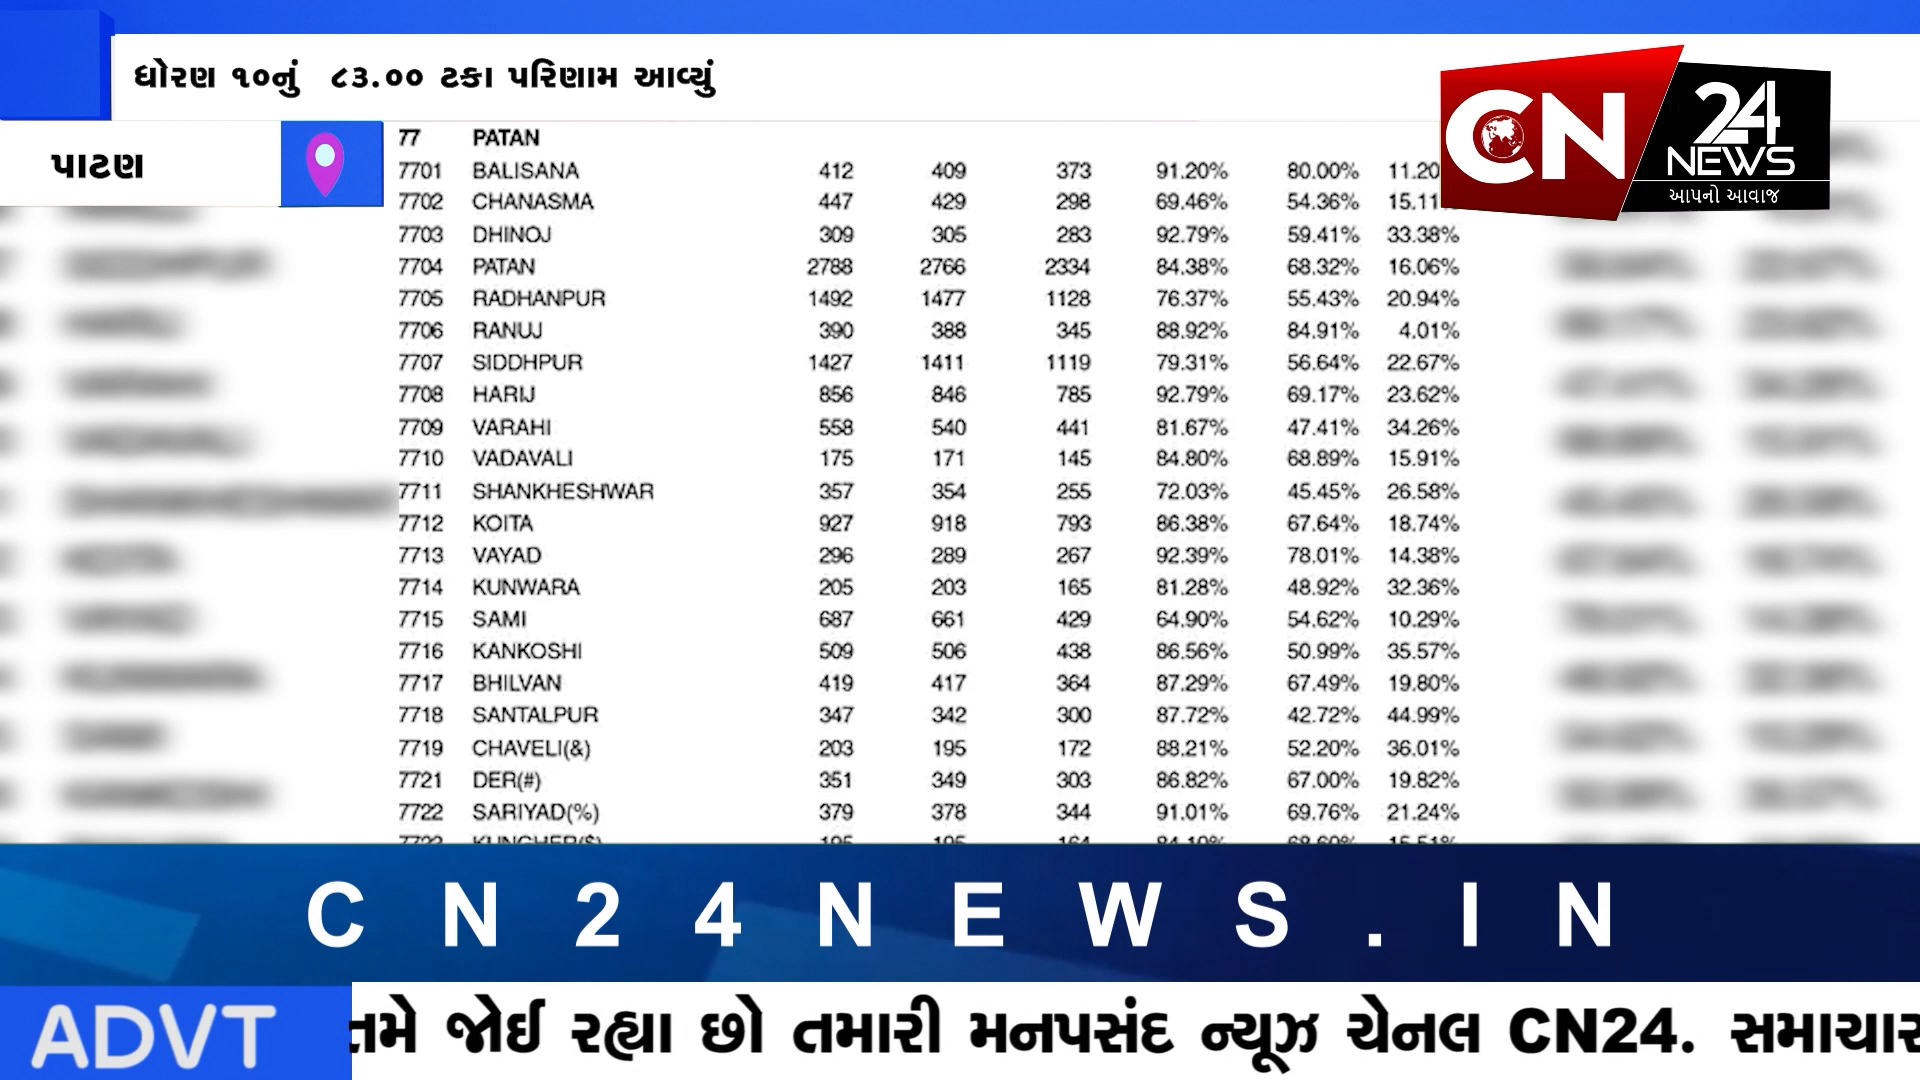 ધોરણ ૧૦નું ૮૩.૦૦ ટકા પરિણામ આવ્યું
CN 24 NEWS
આપનો આવાજ
પાટણ
77 PATAN
7701 BALISANA 412 409 373 91.20% 80.00% 11.20
7702 CHANASMA 447 429 298 69.46% 54.36% 15.11
7703 DHINOJ 309 305 283 92.79% 59.41% 33.38%
7704 PATAN 2788 2766 2334 84.38% 68.32% 16.06%
7705 RADHANPUR 1492 1477 1128 76.37% 55.43% 20.94%
7706 RANUJ 390 388 345 88.92% 84.91% 4.01%
7707 SIDDHPUR 1427 1411 1119 79.31% 56.64% 22.67%
7708 HARIJ 856 846 785 92.79% 69.17% 23.62%
7709 VARAHI 558 540 441 81.67% 47.41% 34.26%
7710 VADAVALI 175 171 145 84.80% 68.89% 15.91%
7711 SHANKHESHWAR 357 354 255 72.03% 45.45% 26.58%
7712 KOITA 927 918 793 86.38% 67.64% 18.74%
7713 VAYAD 296 289 267 92.39% 78.01% 14.38%
7714 KUNWARA 205 203 165 81.28% 48.92% 32.36%
7715 SAMI 687 661 429 64.90% 54.62% 10.29%
7716 KANKOSHI 509 506 438 86.56% 50.99% 35.57%
7717 BHILVAN 419 417 364 87.29% 67.49% 19.80%
7718 SANTALPUR 347 342 300 87.72% 42.72% 44.99%
7719 CHAVELI(&) 203 195 172 88.21% 52.20% 36.01%
7721 DER(#) 351 349 303 86.82% 67.00% 19.82%
7722 SARIYAD(%) 379 378 344 91.01% 69.76% 21.24%
CN24NEWS.IN
ADVT
તમે જોઈ રહ્યા છો તમારી મનપસંદ ન્યૂઝ ચેનલ CN24. સમાચાર